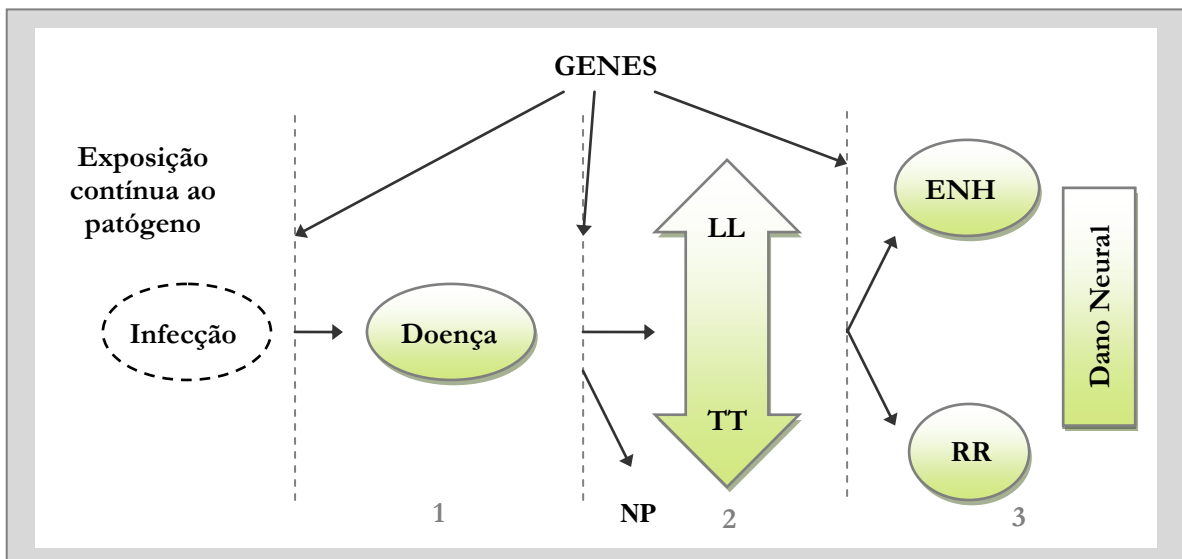 GENES
Exposição
contínua ao
patógeno
Infecção
Doença
LL
TT
NP
ENH
RR
Dano Neural
1
2
3